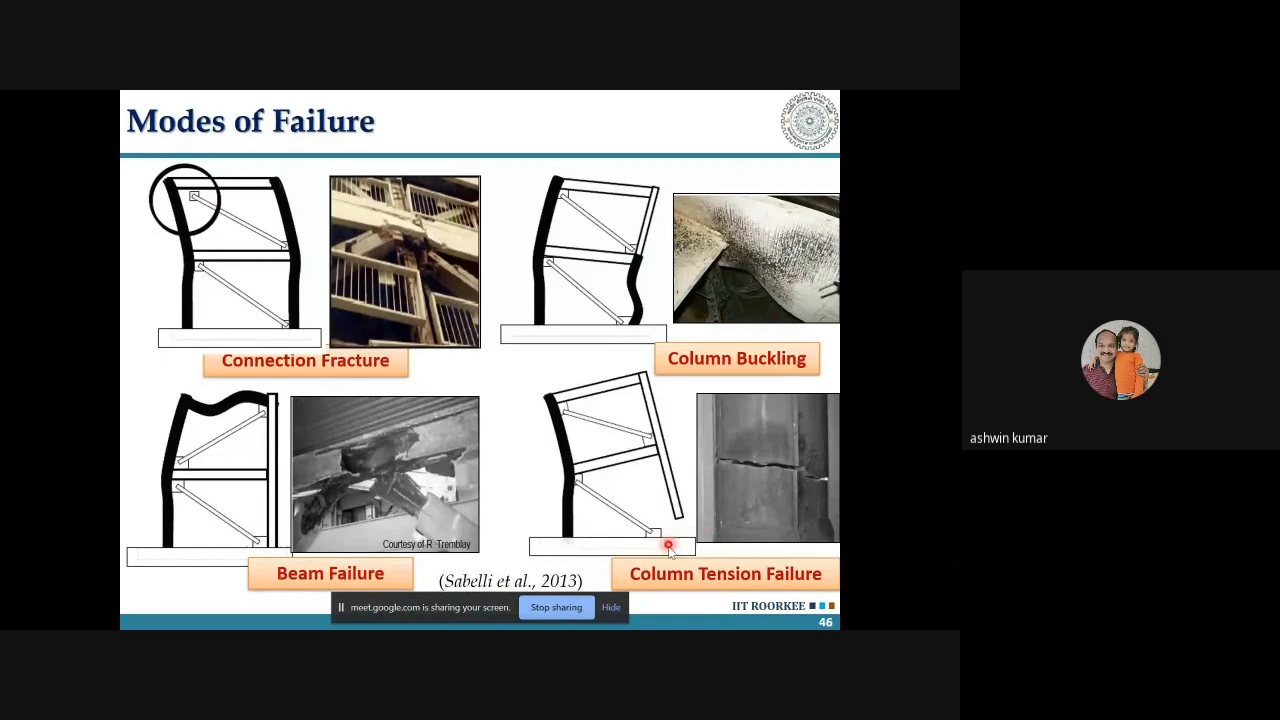 Modes of Failure
Connection Fracture
Column Buckling
Courtesy of R. Tremblay
Beam Failure
(Sabelli et al., 2013)
Column Tension Failure
meet.google.com is sharing your screen.
Stop sharing
Hide
IIT ROORKEE
46
ashwin kumar